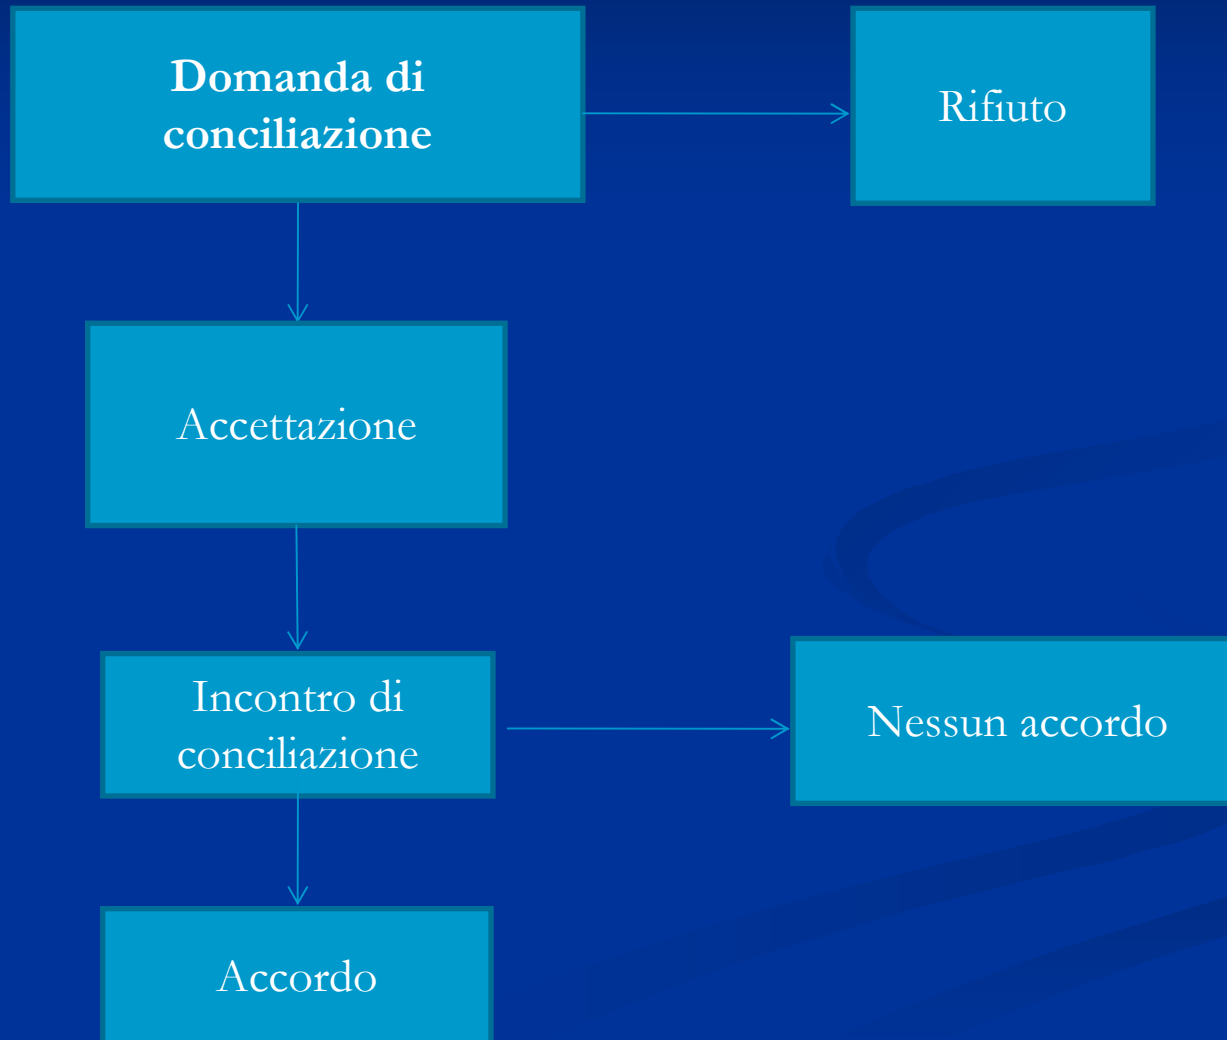 Domanda di
conciliazione
Rifiuto
Accettazione
Incontro di
conciliazione
Nessun accordo
Accordo